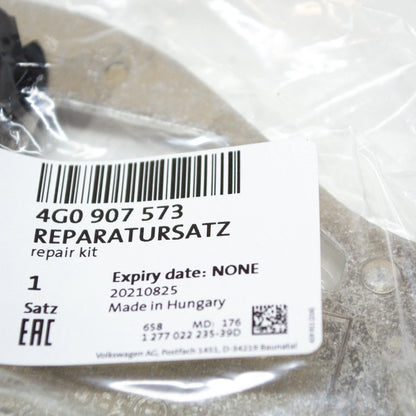 4G0 907 573
REPARATURSATZ
repair kit
1
Expiry date: NONE
20210825
Satz
Made in Hungary
EAC
658 MD: 176
1 277 022 235-39D
Volkswagen AG, Postfach 1451, D-34219 Baunatal